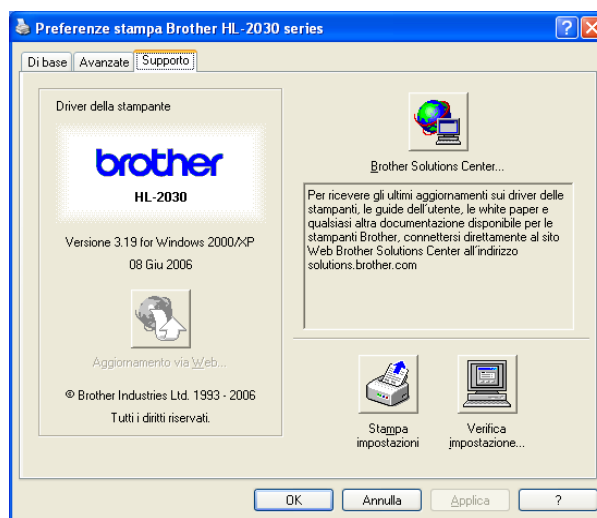 Preferenze stampa Brother HL-2030 series
Di base
Avanzate
Supporto
Driver della stampante
brother
HL-2030
Versione 3.19 for Windows 2000/XP
08 Giu 2006
Aggiornamento via Web...
© Brother Industries Ltd. 1993 - 2006
Tutti i diritti riservati.
Brother Solutions Center...
Per ricevere gli ultimi aggiornamenti sui driver delle
stampanti, le guide dell'utente, le white paper e
qualsiasi altra documentazione disponibile per le
stampanti Brother, connettersi direttamente al sito
Web Brother Solutions Center all'indirizzo
solutions.brother.com
Stampa
impostazioni
Verifica
impostazione...
OK
Annulla
Applica
?